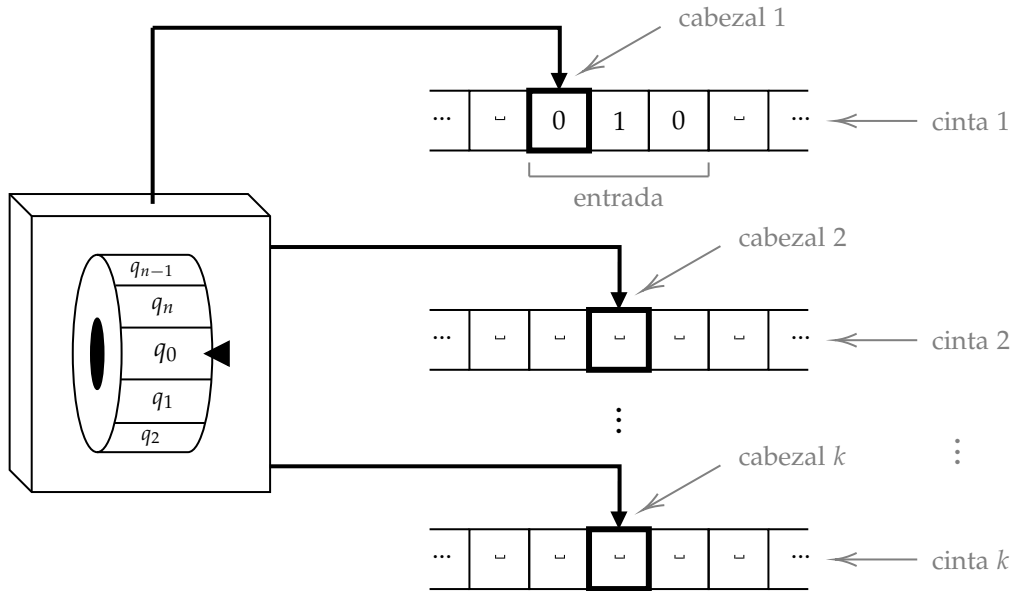 cabezal 1
... ␣ 0 1 0 ␣ ...
cinta 1
entrada
cabezal 2
q_{n−1}
q_n
q_0
q_1
q_2
... ␣ ␣ ␣ ␣ ␣ ...
cinta 2
⋮
cabezal k
⋮
... ␣ ␣ ␣ ␣ ␣ ...
cinta k